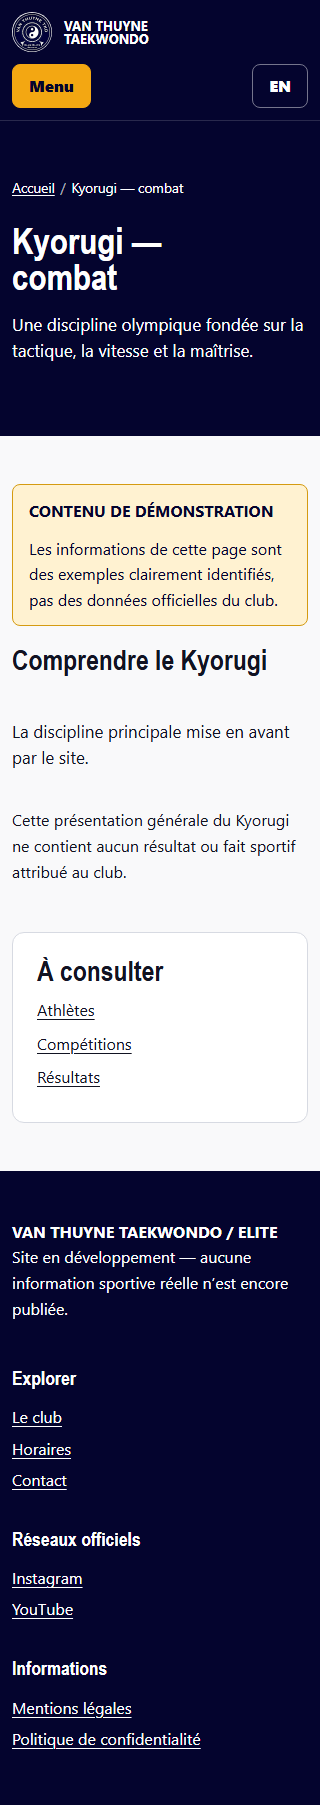 VAN THUYNE
TAEKWONDO
Menu
EN
Accueil / Kyorugi — combat
Kyorugi —
combat
Une discipline olympique fondée sur la
tactique, la vitesse et la maîtrise.
CONTENU DE DÉMONSTRATION
Les informations de cette page sont
des exemples clairement identifiés,
pas des données officielles du club.
Comprendre le Kyorugi
La discipline principale mise en avant
par le site.
Cette présentation générale du Kyorugi
ne contient aucun résultat ou fait sportif
attribué au club.
À consulter
Athlètes
Compétitions
Résultats
VAN THUYNE TAEKWONDO / ELITE
Site en développement — aucune
information sportive réelle n’est encore
publiée.
Explorer
Le club
Horaires
Contact
Réseaux officiels
Instagram
YouTube
Informations
Mentions légales
Politique de confidentialité